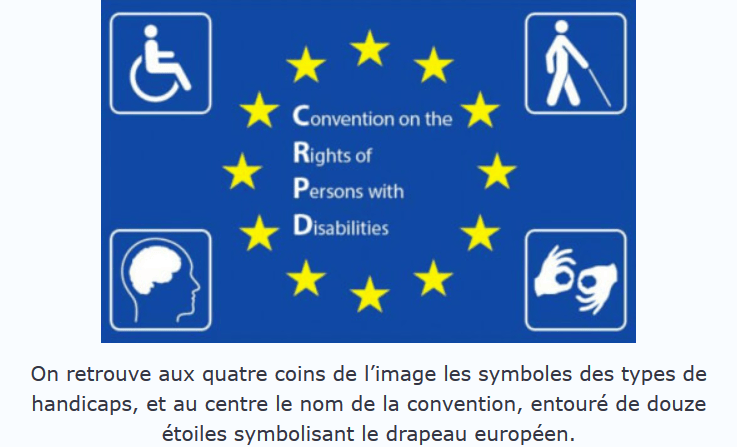 Convention on the
Rights of
Persons with
Disabilities
On retrouve aux quatre coins de l’image les symboles des types de
handicaps, et au centre le nom de la convention, entouré de douze
étoiles symbolisant le drapeau européen.